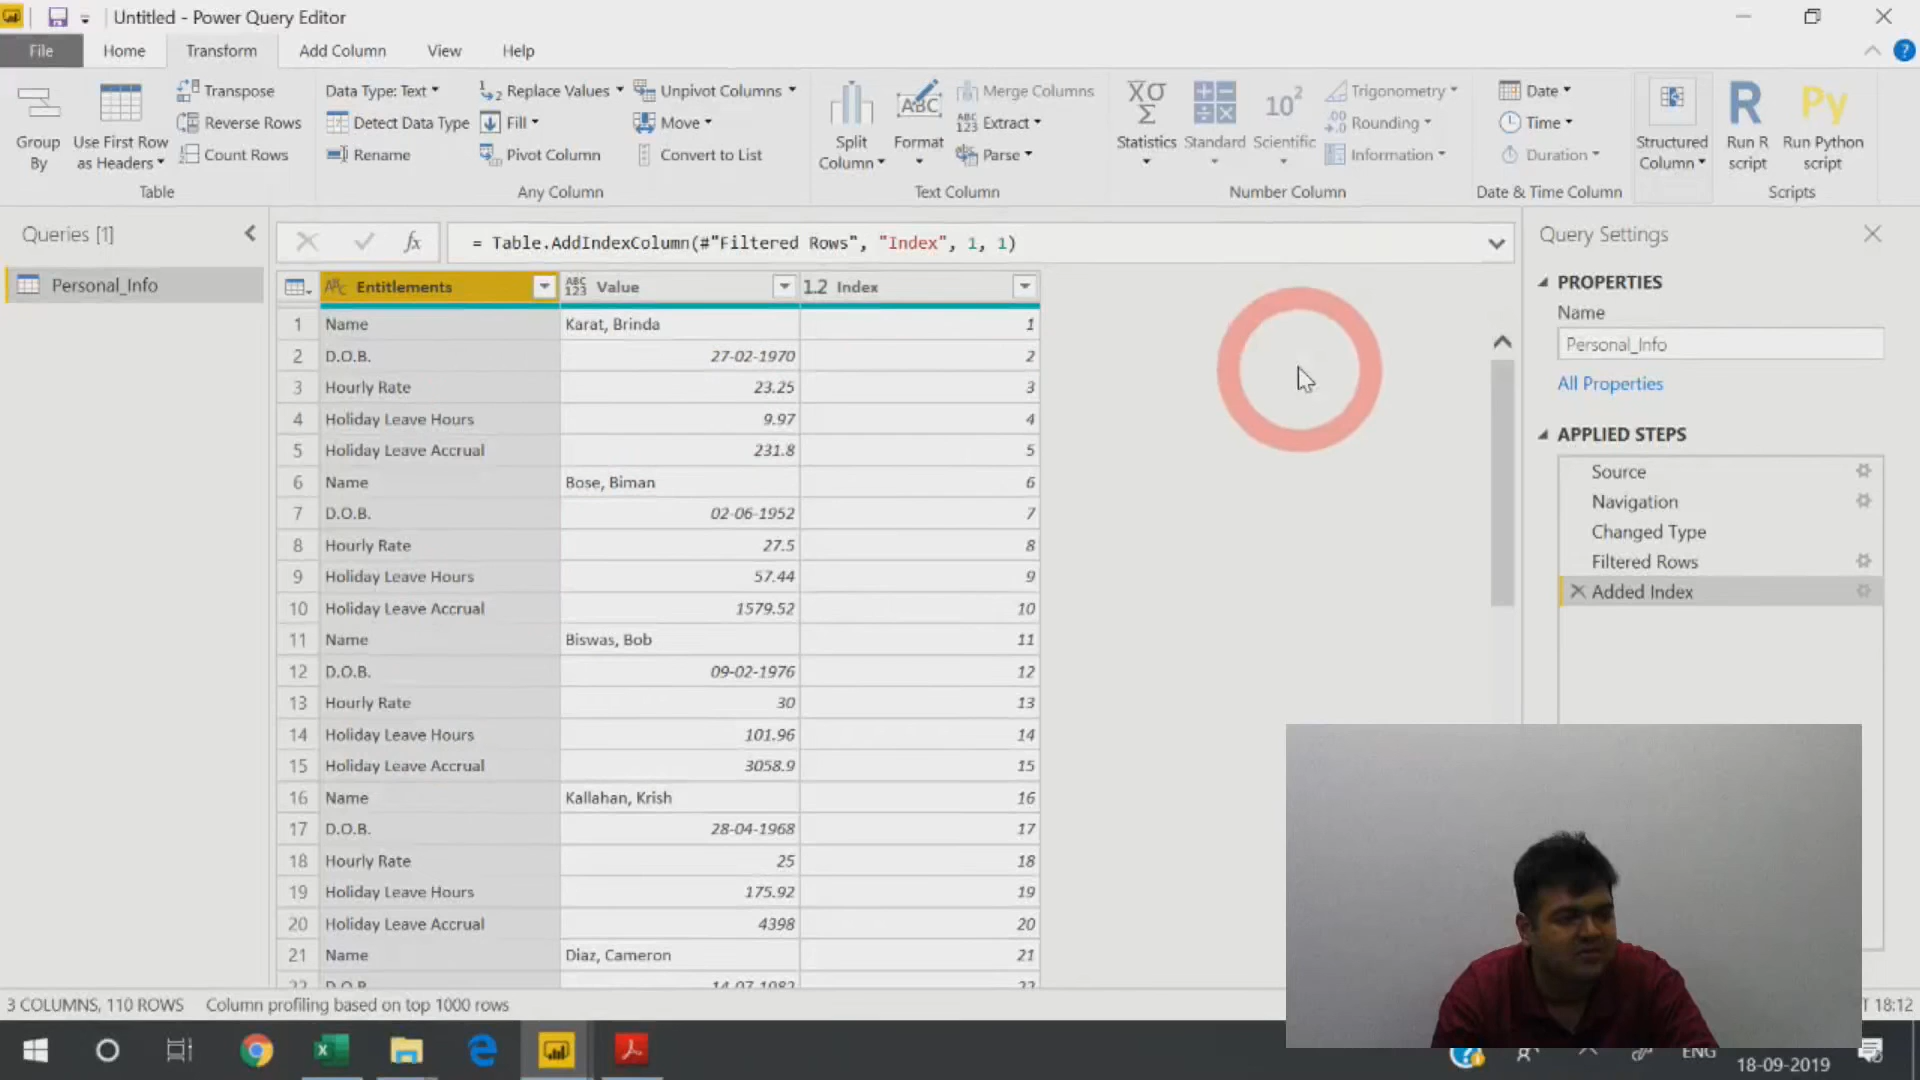 Untitled - Power Query Editor
File Home Transform Add Column View Help
Group By
Use First Row as Headers
Transpose
Reverse Rows
Count Rows
Table
Data Type: Text
Detect Data Type
Rename
Replace Values
Fill
Pivot Column
Unpivot Columns
Move
Convert to List
Any Column
Split Column
Format
Merge Columns
Extract
Parse
Text Column
Statistics
Standard
Scientific
Trigonometry
Rounding
Information
Number Column
Date
Time
Duration
Date & Time Column
Structured Column
Run R script
Run Python script
Scripts
Queries [1]
Personal_Info
= Table.AddIndexColumn(#"Filtered Rows", "Index", 1, 1)
Entitlements Value 1.2 Index
1 Name Karat, Brinda 1
2 D.O.B. 27-02-1970 2
3 Hourly Rate 23.25 3
4 Holiday Leave Hours 9.97 4
5 Holiday Leave Accrual 231.8 5
6 Name Bose, Biman 6
7 D.O.B. 02-06-1952 7
8 Hourly Rate 27.5 8
9 Holiday Leave Hours 57.44 9
10 Holiday Leave Accrual 1579.52 10
11 Name Biswas, Bob 11
12 D.O.B. 09-02-1976 12
13 Hourly Rate 30 13
14 Holiday Leave Hours 101.96 14
15 Holiday Leave Accrual 3058.9 15
16 Name Kallahan, Krish 16
17 D.O.B. 28-04-1968 17
18 Hourly Rate 25 18
19 Holiday Leave Hours 175.92 19
20 Holiday Leave Accrual 4398 20
21 Name Diaz, Cameron 21
Query Settings
PROPERTIES
Name
Personal_Info
All Properties
APPLIED STEPS
Source
Navigation
Changed Type
Filtered Rows
Added Index
3 COLUMNS, 110 ROWS Column profiling based on top 1000 rows
T 18:12
ENG
18-09-2019